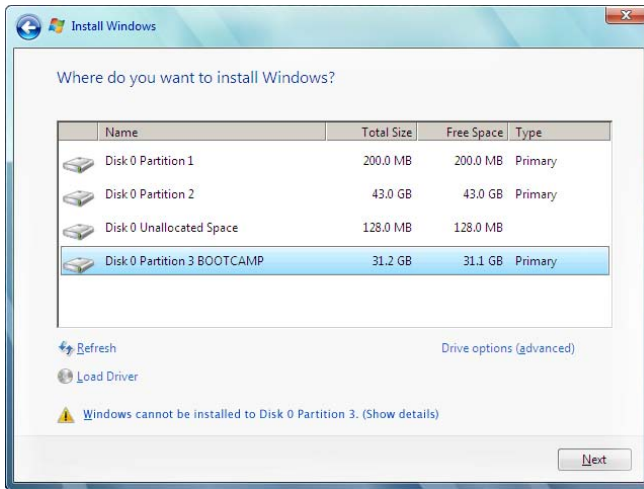 Install Windows
Where do you want to install Windows?
Name Total Size Free Space Type
Disk 0 Partition 1 200.0 MB 200.0 MB Primary
Disk 0 Partition 2 43.0 GB 43.0 GB Primary
Disk 0 Unallocated Space 128.0 MB 128.0 MB
Disk 0 Partition 3 BOOTCAMP 31.2 GB 31.1 GB Primary
Refresh Drive options (advanced)
Load Driver
Windows cannot be installed to Disk 0 Partition 3. (Show details)
Next